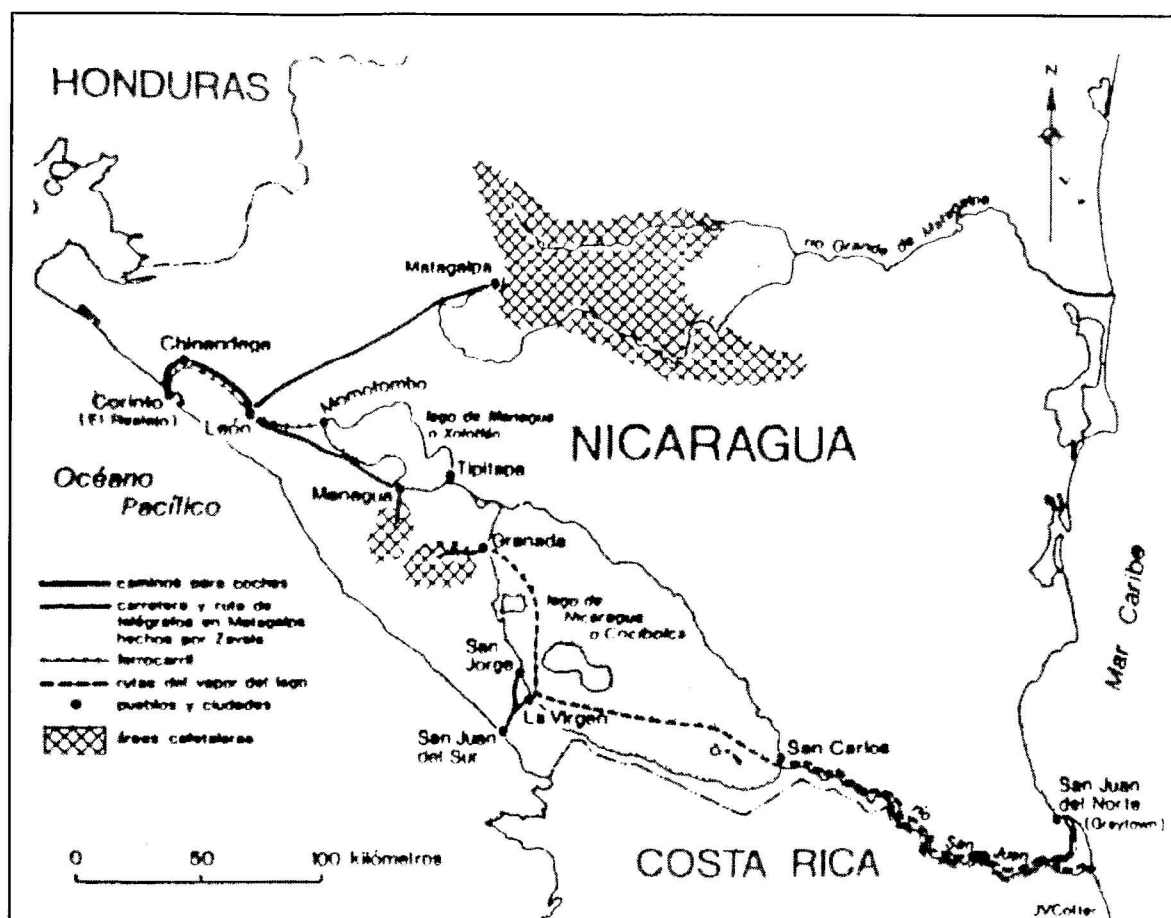 HONDURAS
N
río Grande de Matagalpa
Matagalpa
Chinandega
Corinto
(El Realejo)
León
Momotombo
lago de Managua
o Xolotlán
NICARAGUA
Océano
Pacífico
Tipitapa
Managua
Granada
Mar Caribe
caminos para coches
carretera y ruta de
telégrafos en Matagalpa
hechos por Zavala
ferrocarril
rutas del vapor del lago
pueblos y ciudades
áreas cafetaleras
lago de
Nicaragua
o Cocibolca
San
Jorge
La Virgen
San Juan
del Sur
San Carlos
río San Juan
San Juan
del Norte
(Greytown)
0 50 100 kilómetros
COSTA RICA
JVCotter